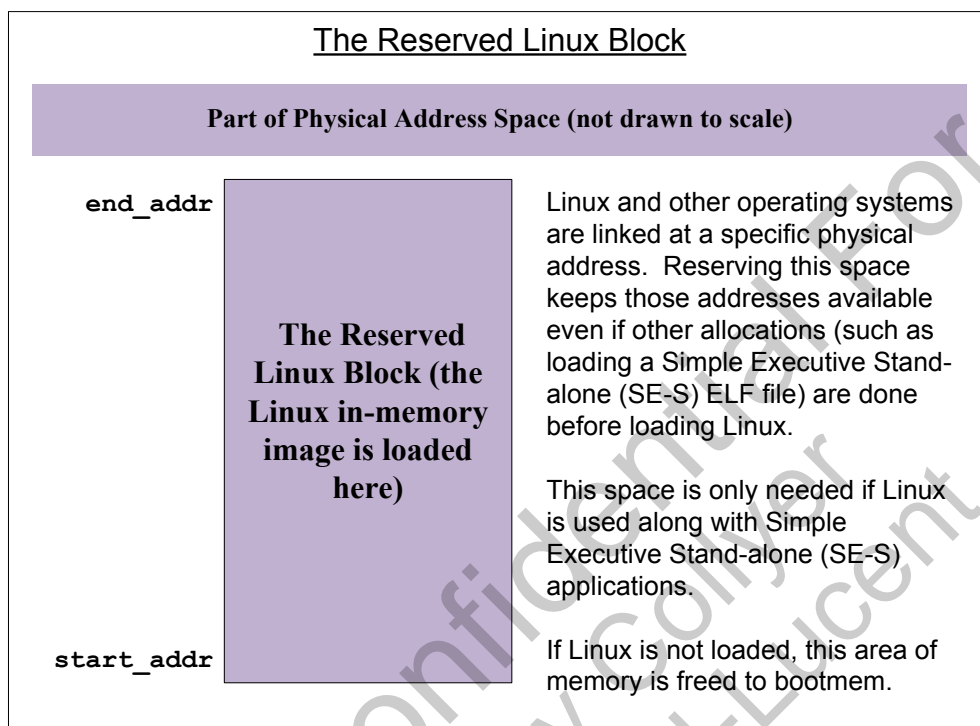 The Reserved Linux Block
Part of Physical Address Space (not drawn to scale)
end_addr
The Reserved
Linux Block (the
Linux in-memory
image is loaded
here)
start_addr
Linux and other operating systems
are linked at a specific physical
address.  Reserving this space
keeps those addresses available
even if other allocations (such as
loading a Simple Executive Stand-
alone (SE-S) ELF file) are done
before loading Linux.
This space is only needed if Linux
is used along with Simple
Executive Stand-alone (SE-S)
applications.
If Linux is not loaded, this area of
memory is freed to bootmem.
onfidential For
y Collyer
-Lucent